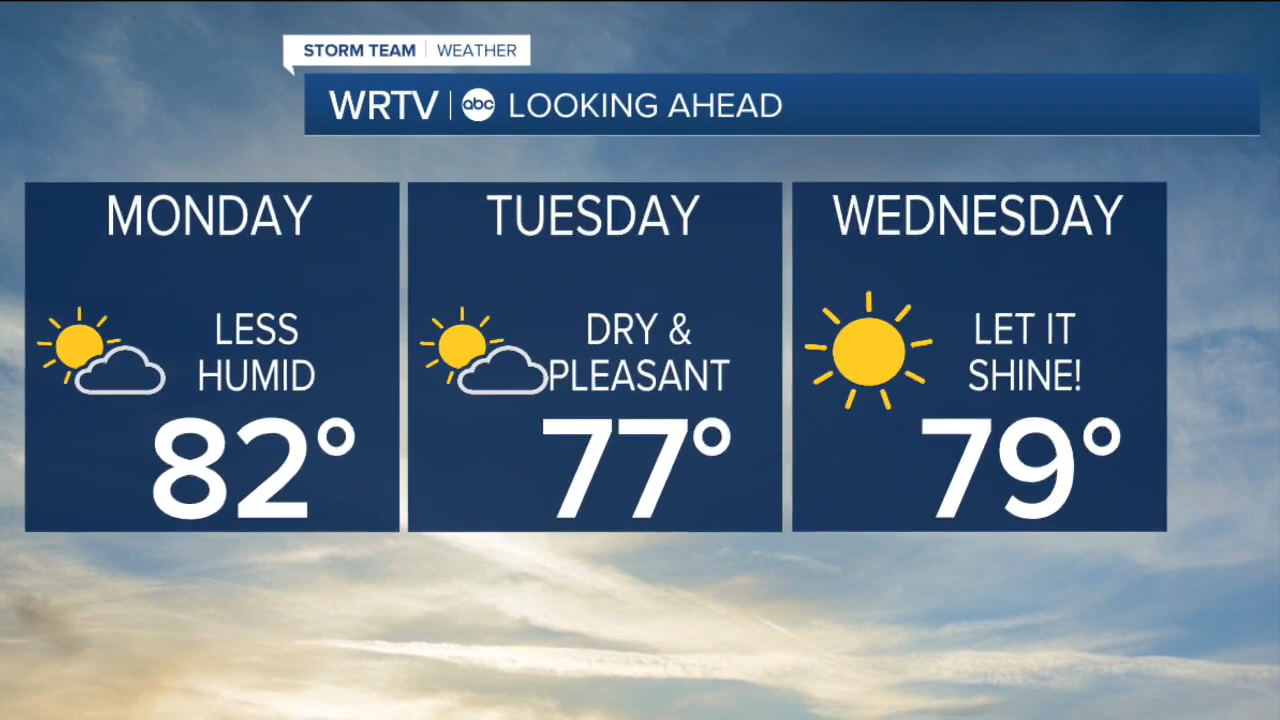 STORM TEAM | WEATHER
WRTV | abc LOOKING AHEAD
MONDAY
LESS
HUMID
82°
TUESDAY
DRY &
PLEASANT
77°
WEDNESDAY
LET IT
SHINE!
79°